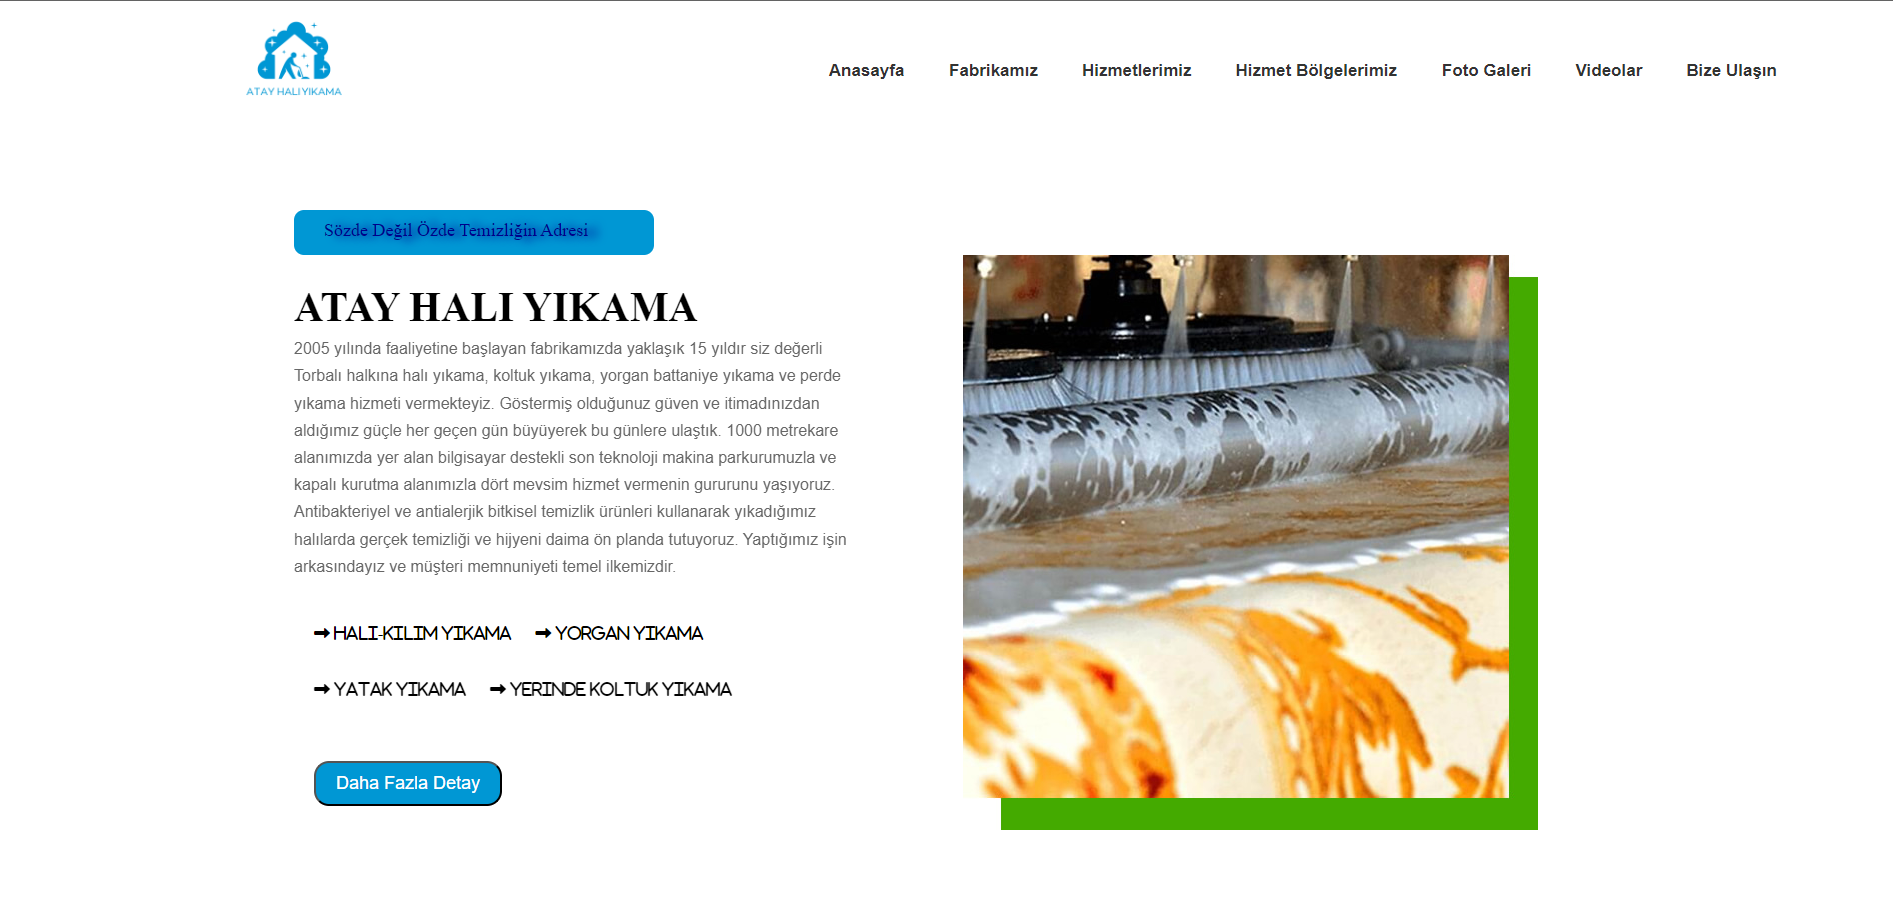 ATAY HALI YIKAMA
Anasayfa Fabrikamız Hizmetlerimiz Hizmet Bölgelerimiz Foto Galeri Videolar Bize Ulaşın
Sözde Değil Özde Temizliğin Adresi
ATAY HALI YIKAMA
2005 yılında faaliyetine başlayan fabrikamızda yaklaşık 15 yıldır siz değerli
Torbalı halkına halı yıkama, koltuk yıkama, yorgan battaniye yıkama ve perde
yıkama hizmeti vermekteyiz. Göstermiş olduğunuz güven ve itimadınızdan
aldığımız güçle her geçen gün büyüyerek bu günlere ulaştık. 1000 metrekare
alanımızda yer alan bilgisayar destekli son teknoloji makina parkurumuzla ve
kapalı kurutma alanımızla dört mevsim hizmet vermenin gururunu yaşıyoruz.
Antibakteriyel ve antialerjik bitkisel temizlik ürünleri kullanarak yıkadığımız
halılarda gerçek temizliği ve hijyeni daima ön planda tutuyoruz. Yaptığımız işin
arkasındayız ve müşteri memnuniyeti temel ilkemizdir.
➞ HALI-KILIM YIKAMA ➞ YORGAN YIKAMA
➞ YATAK YIKAMA ➞ YERINDE KOLTUK YIKAMA
Daha Fazla Detay